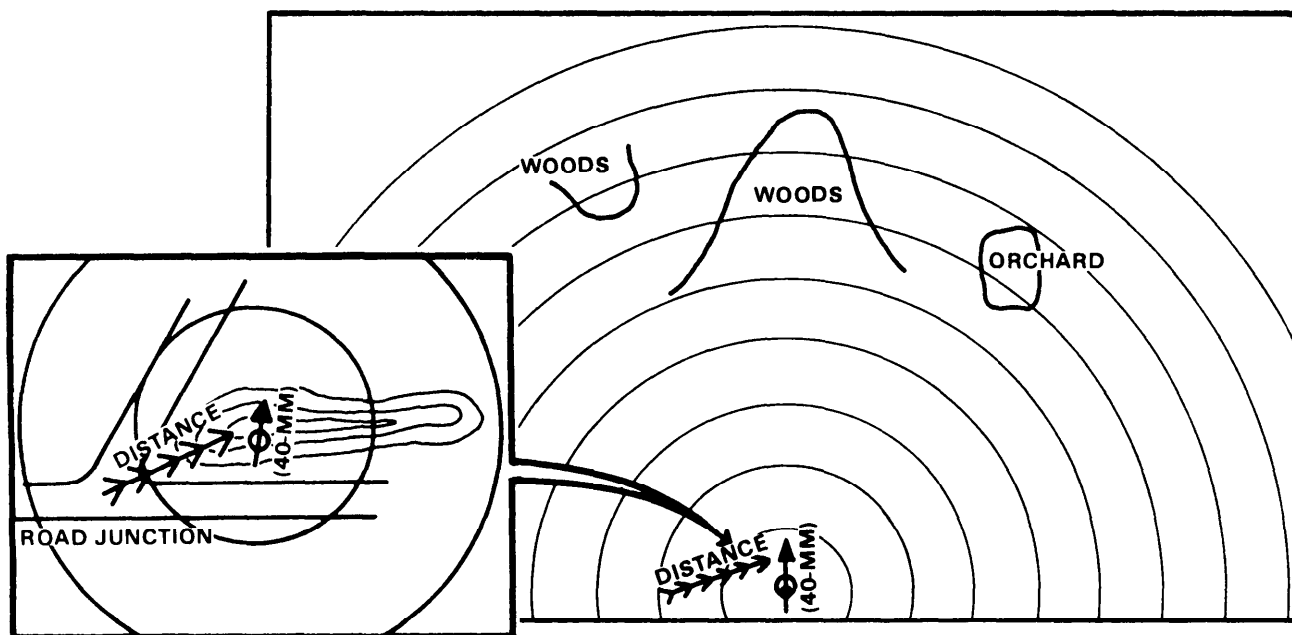 WOODS
WOODS
ORCHARD
DISTANCE
(40-MM)
ROAD JUNCTION
DISTANCE
(40-MM)